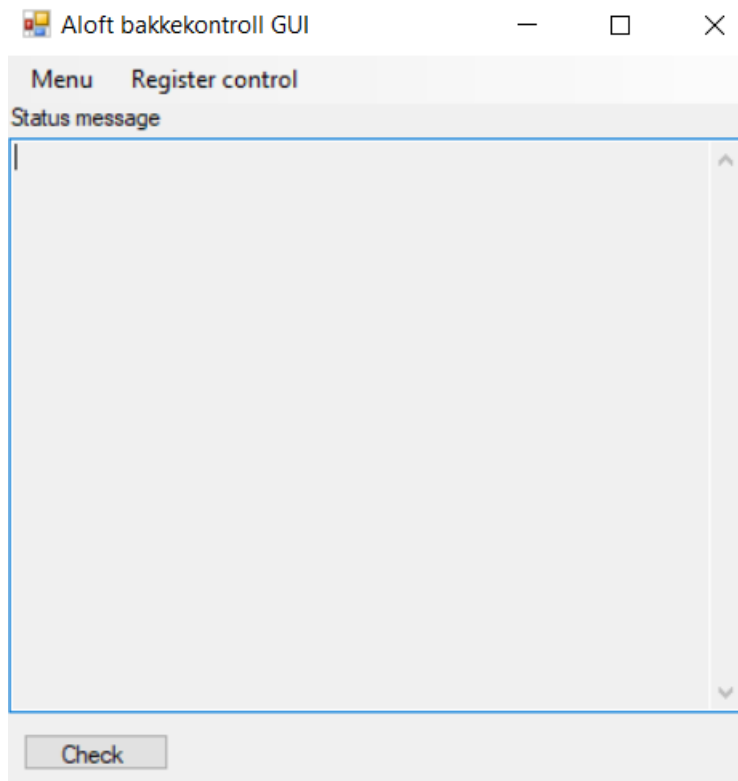 Aloft bakkekontroll GUI
Menu Register control
Status message
Check